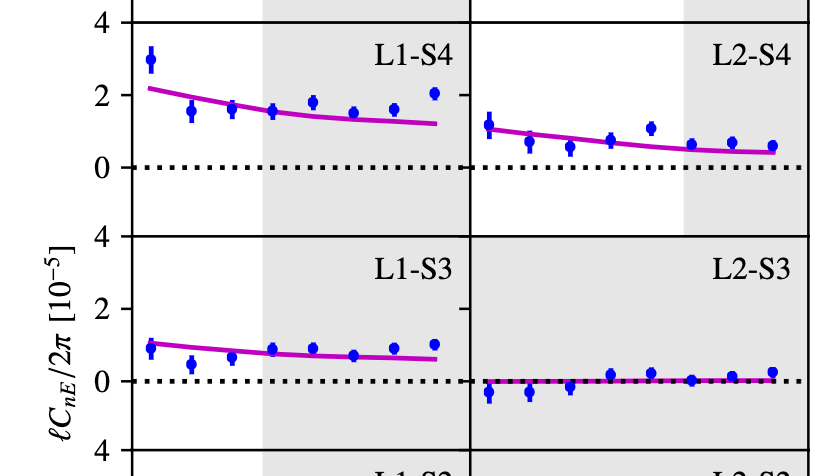 4
L1-S4
L2-S4
2
0
4
L1-S3
L2-S3
2
0
ℓC_{nE}/2π [10^{−5}]
4